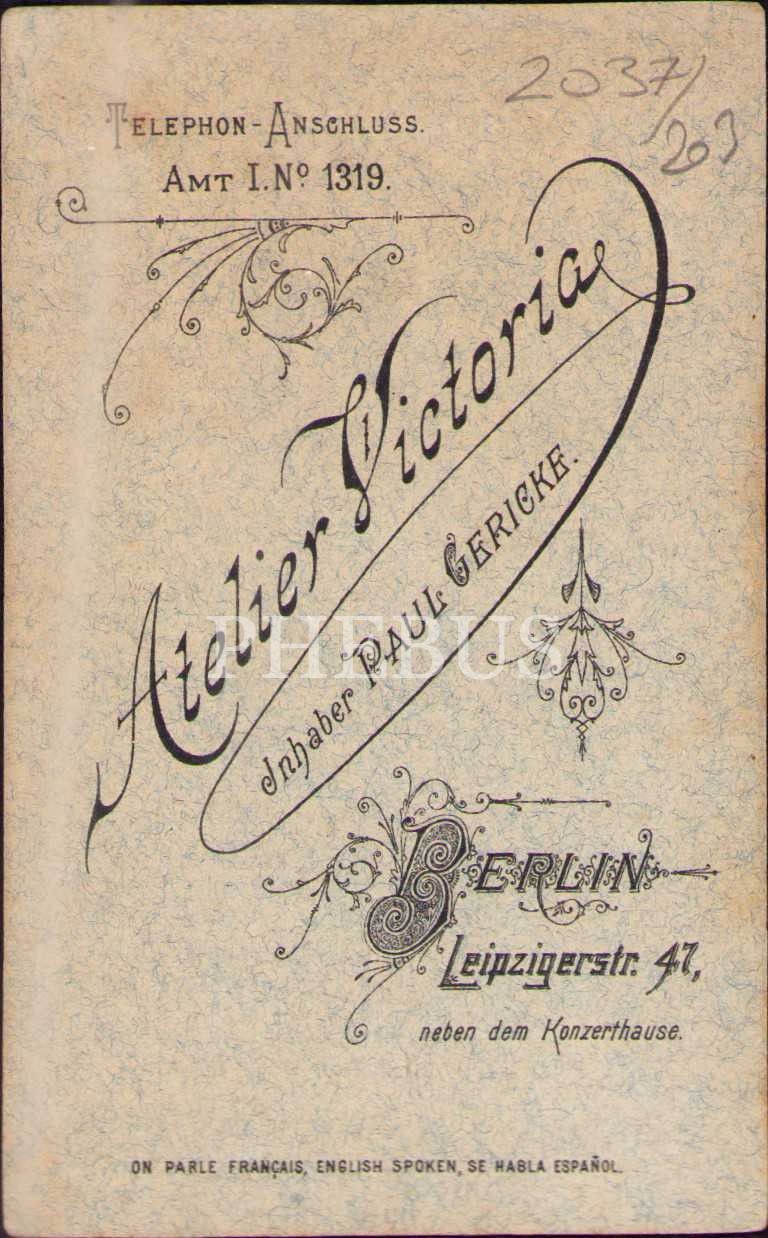 2037/203
TELEPHON-ANSCHLUSS.
AMT I. Nº 1319.
Atelier Victoria
Inhaber PAUL GERICKE.
PHEBUS
BERLIN
Leipzigerstr. 47,
neben dem Konzerthause.
ON PARLE FRANÇAIS, ENGLISH SPOKEN, SE HABLA ESPAÑOL.